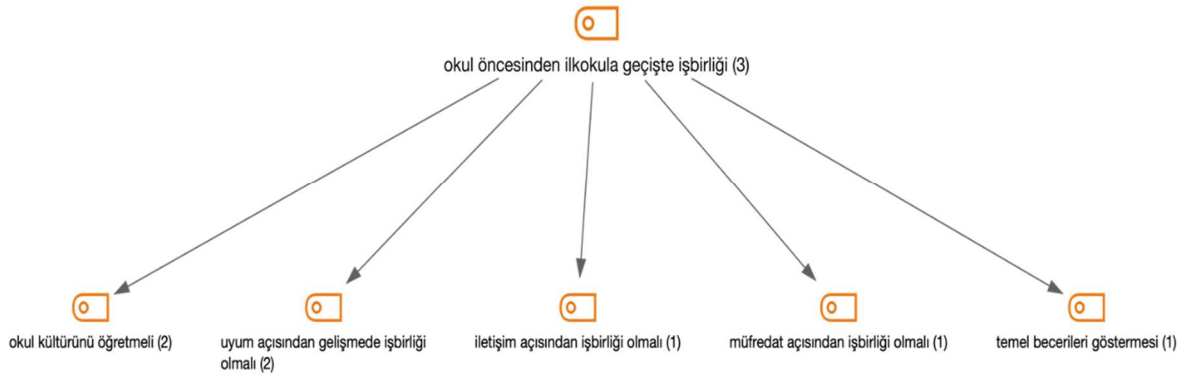 okul öncesinden ilkokula geçişte işbirliği (3)
okul kültürünü öğretmeli (2)
uyum açısından gelişmede işbirliği
olmalı (2)
iletişim açısından işbirliği olmalı (1)
müfredat açısından işbirliği olmalı (1)
temel becerileri göstermesi (1)